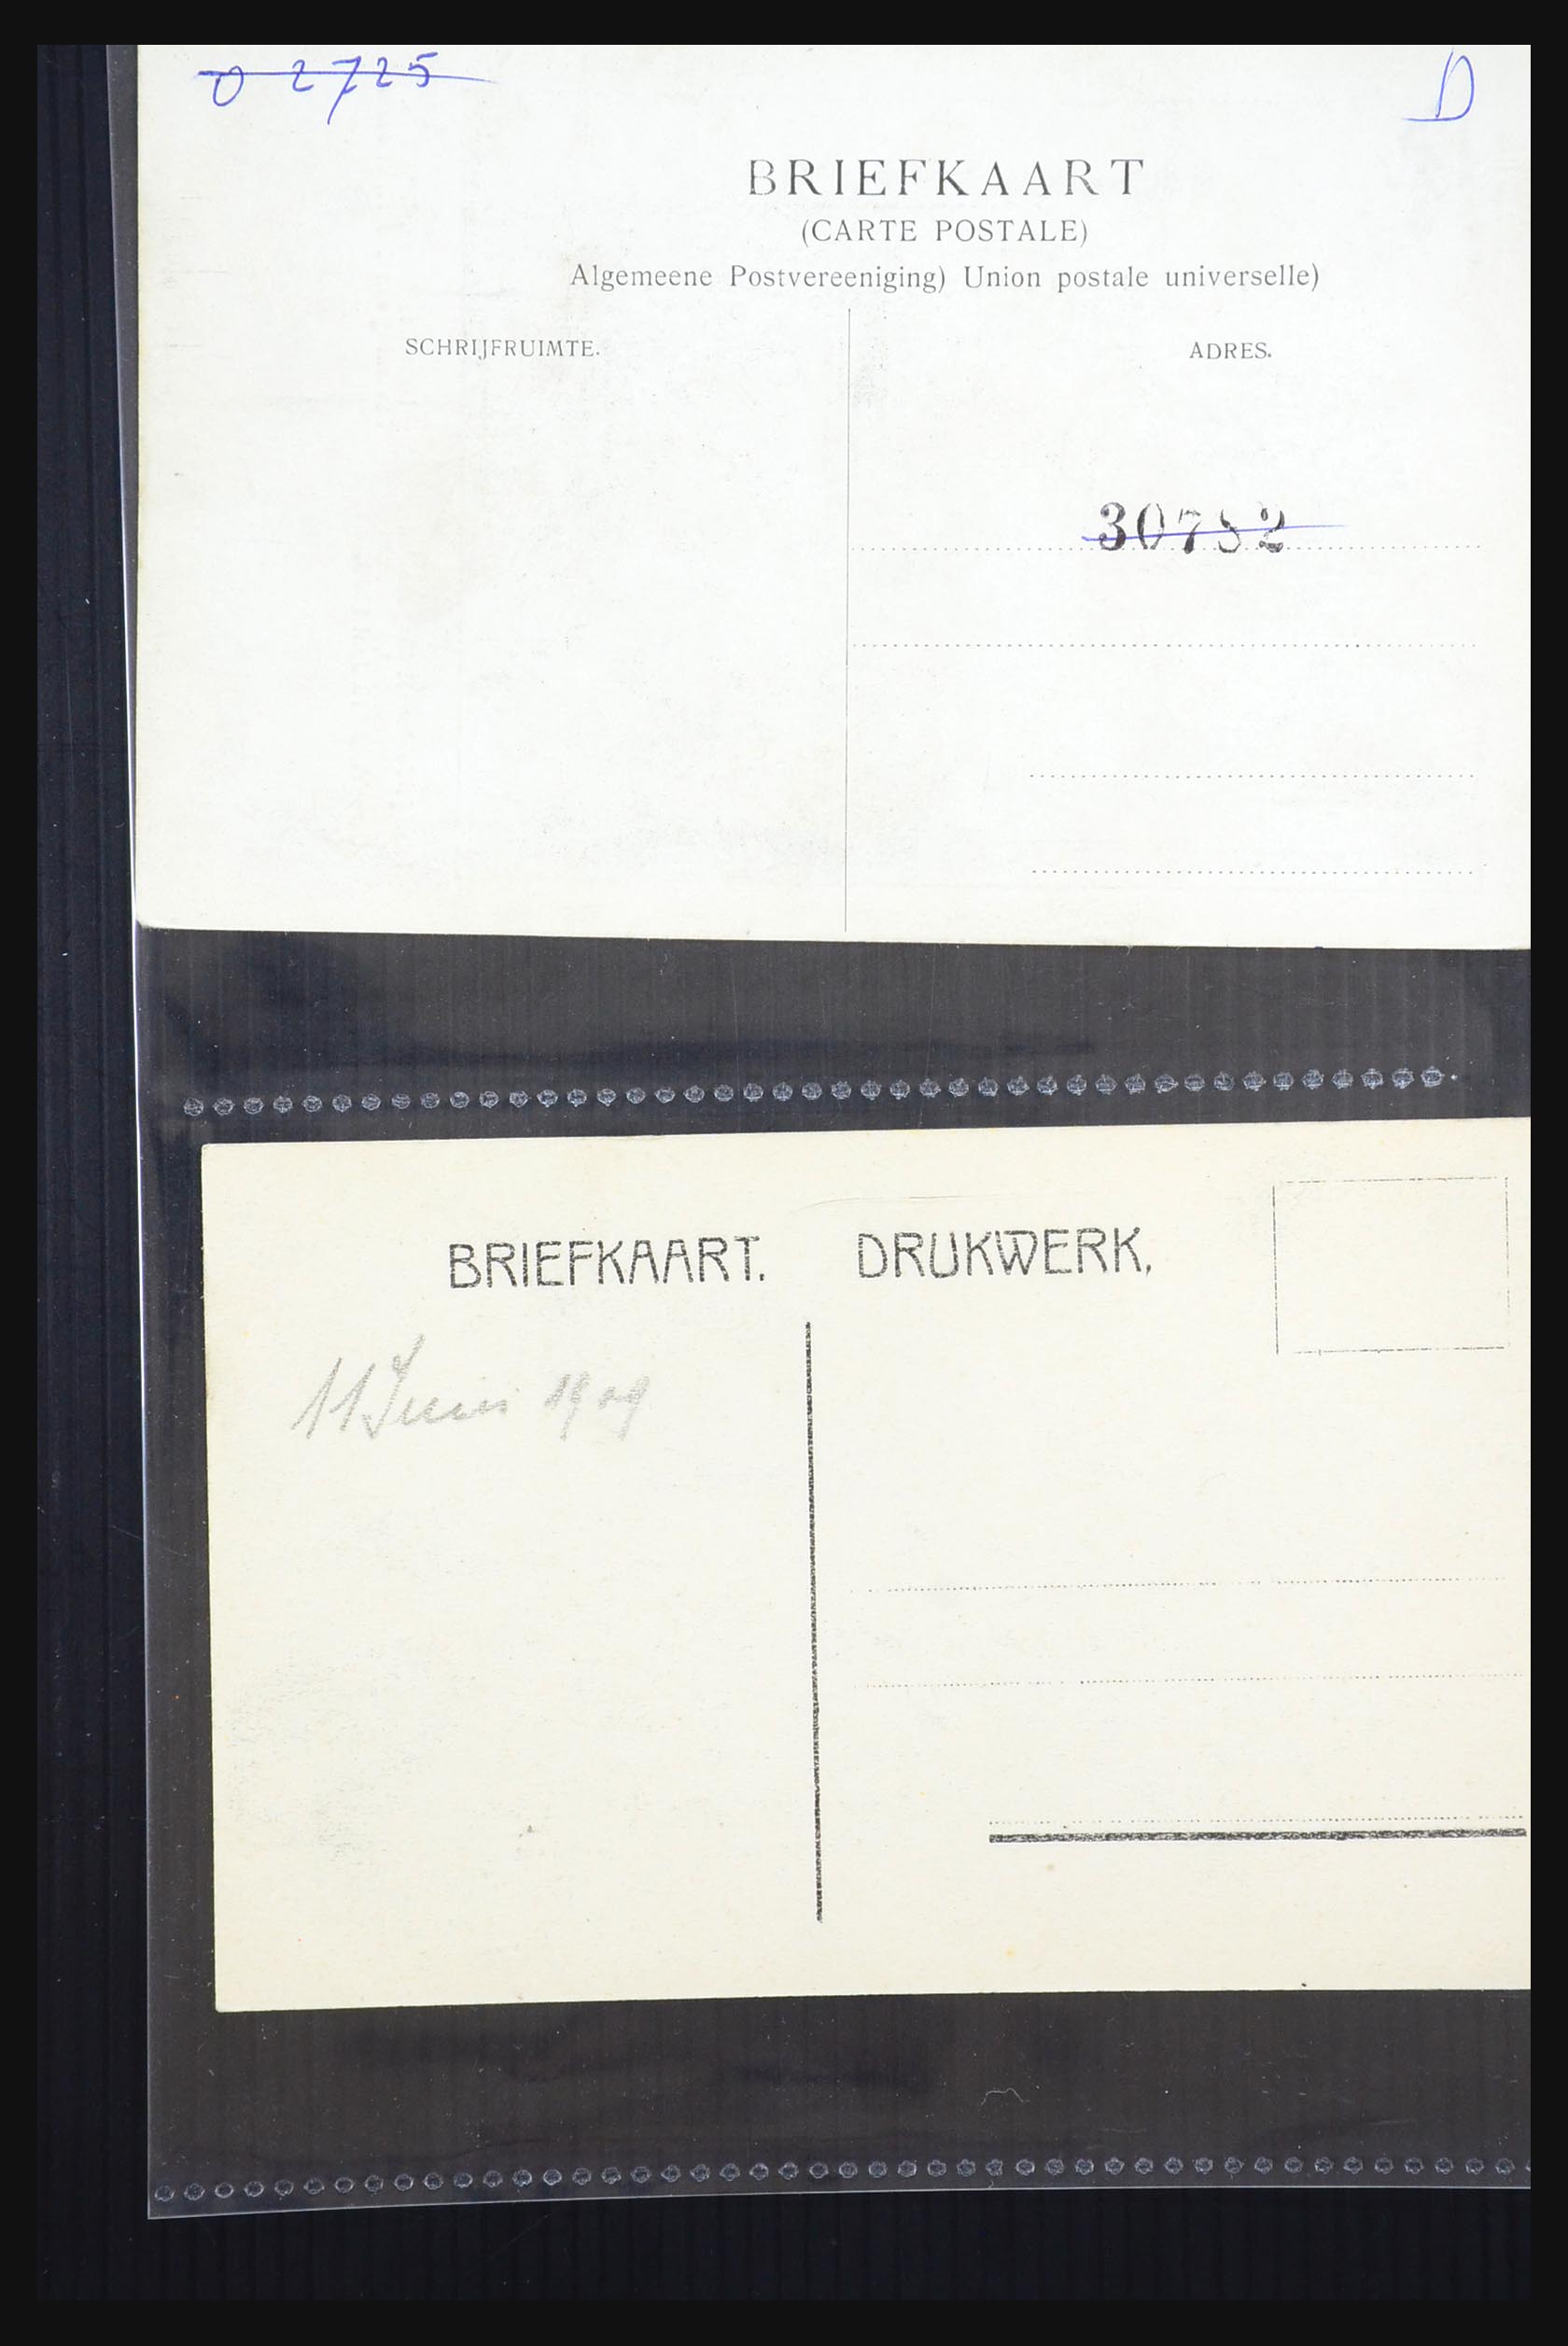 0 2725 D
BRIEFKAART
(CARTE POSTALE)
Algemeene Postvereeniging) Union postale universelle)
SCHRIJFRUIMTE. ADRES.
30752
BRIEFKAART. DRUKWERK.
11 Juni 1909